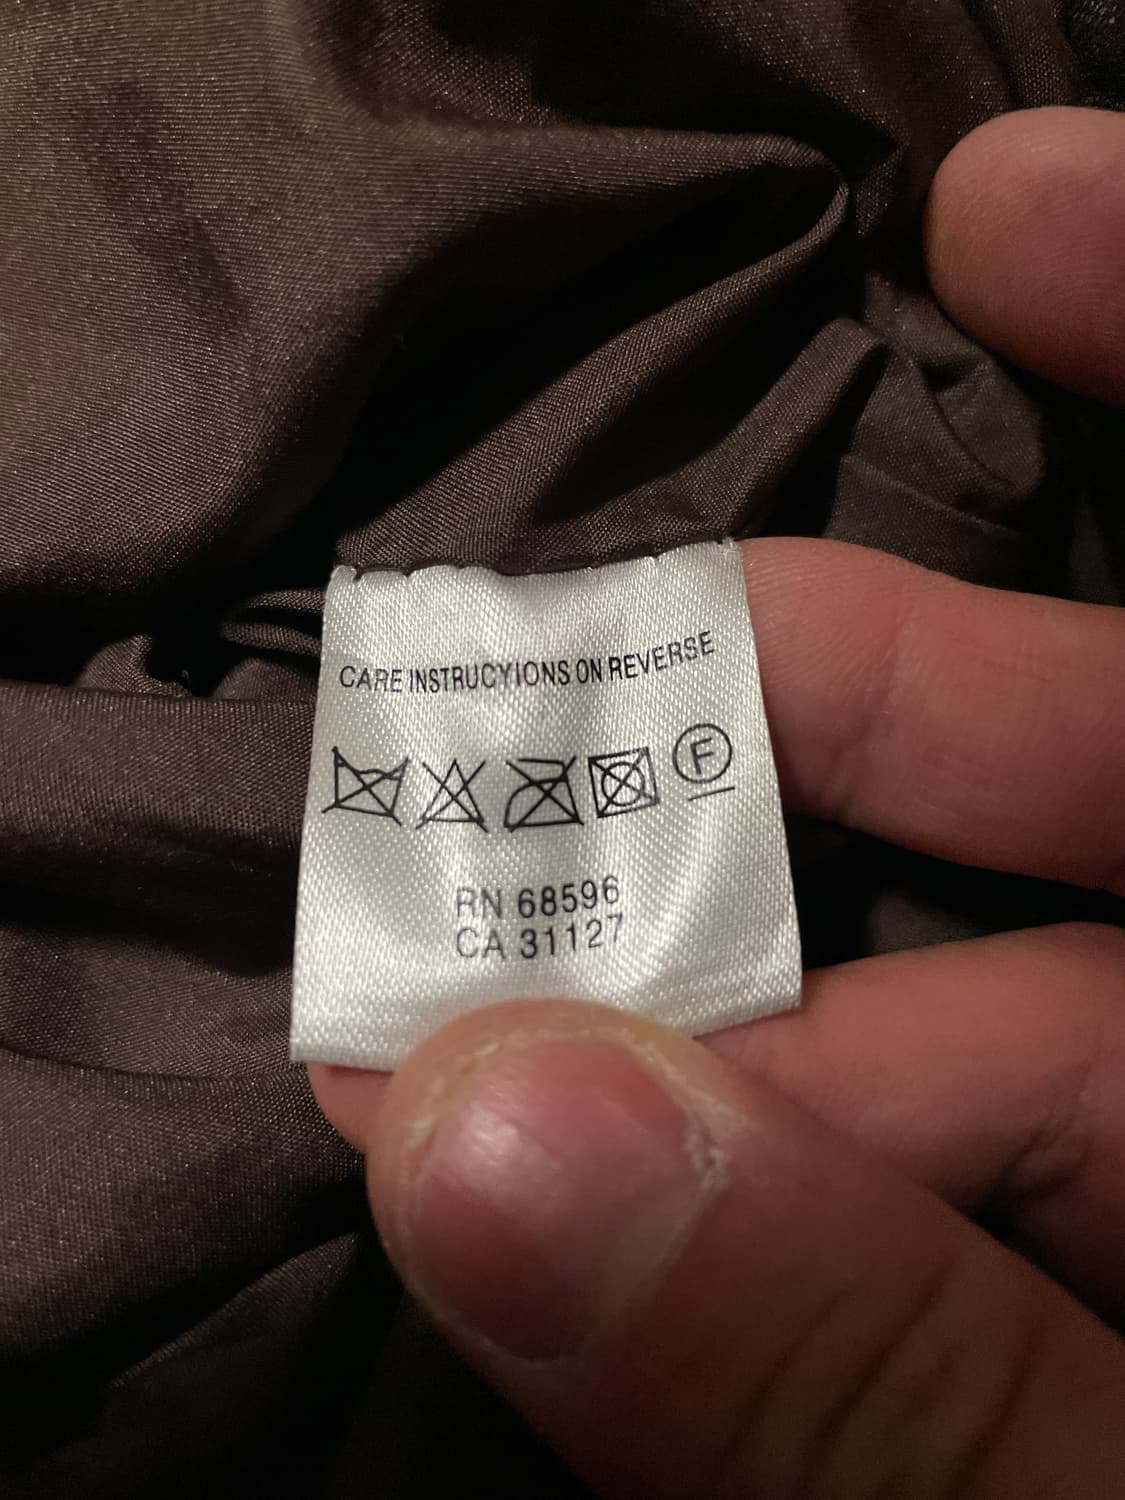 CARE INSTRUCYIONS ON REVERSE
F
RN 68596
CA 31127